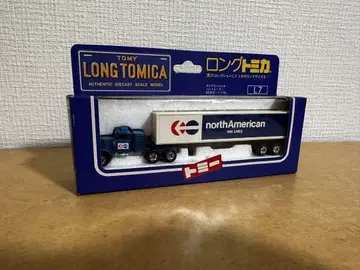 TOMY
LONG TOMICA
AUTHENTIC DIECAST SCALE MODEL
ロングトミカ
L7
northAmerican
VAN LINES
トミー